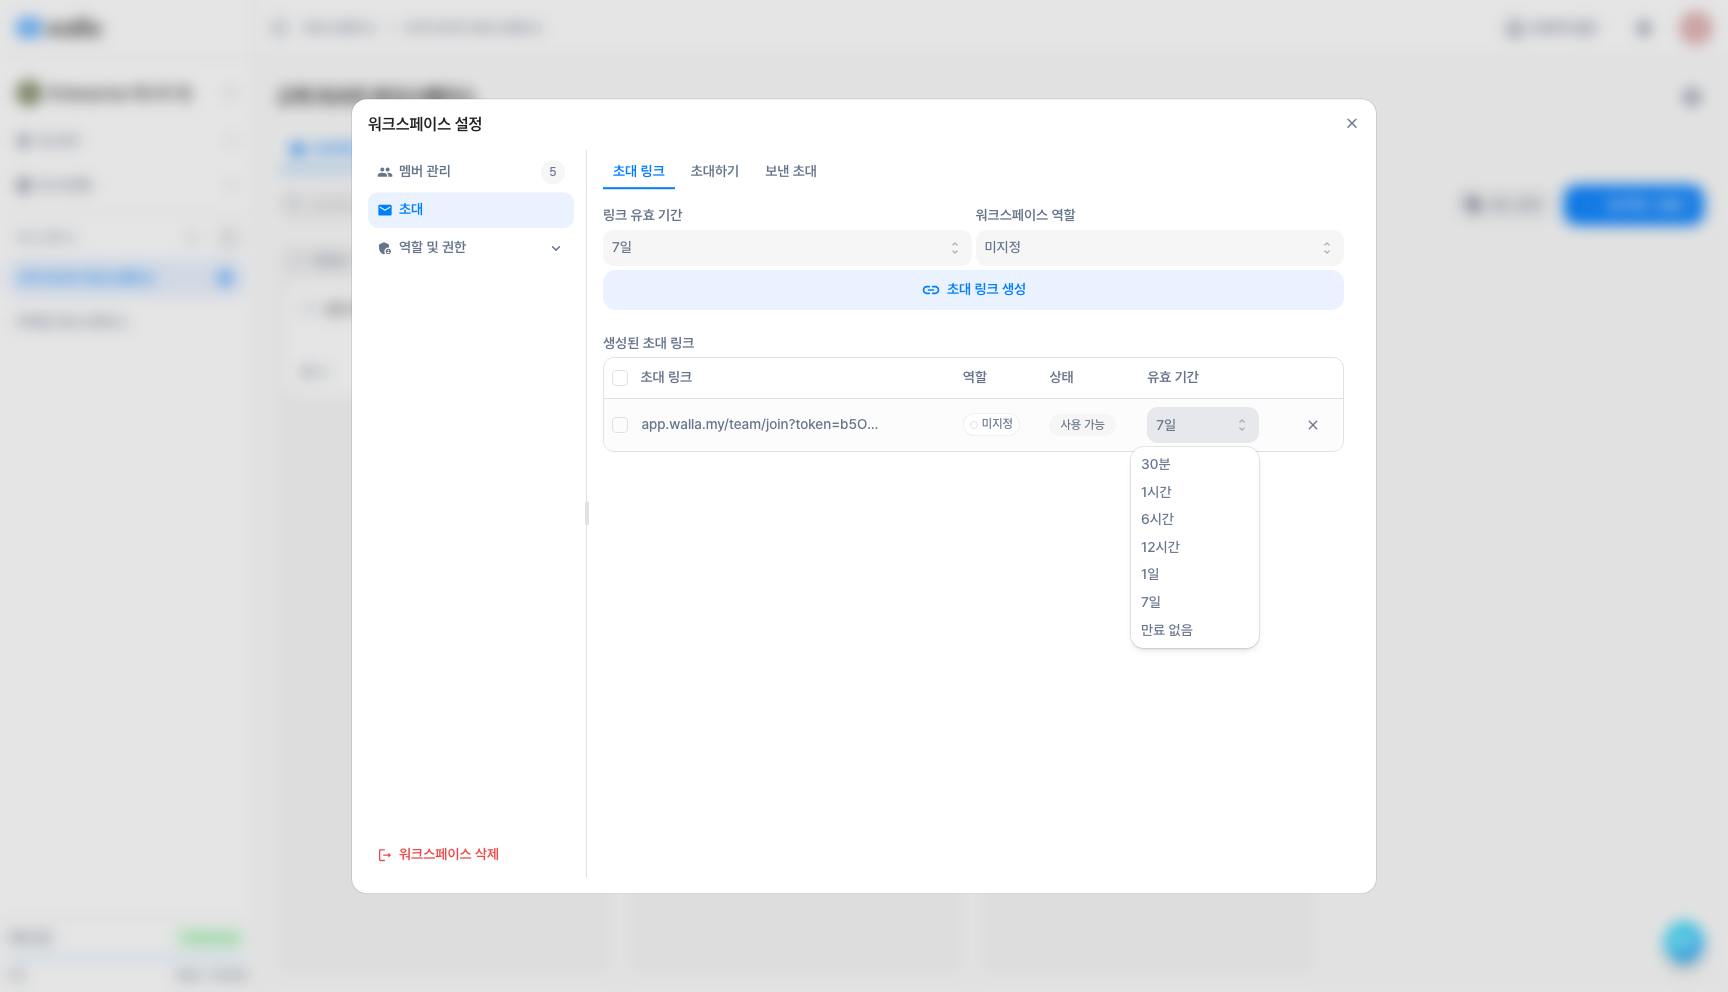 워크스페이스 설정
멤버 관리
5
초대
역할 및 권한
워크스페이스 삭제
초대 링크
초대하기
보낸 초대
링크 유효 기간
워크스페이스 역할
7일
미지정
초대 링크 생성
생성된 초대 링크
초대 링크
역할
상태
유효 기간
app.walla.my/team/join?token=b5O...
미지정
사용 가능
7일
30분
1시간
6시간
12시간
1일
7일
만료 없음